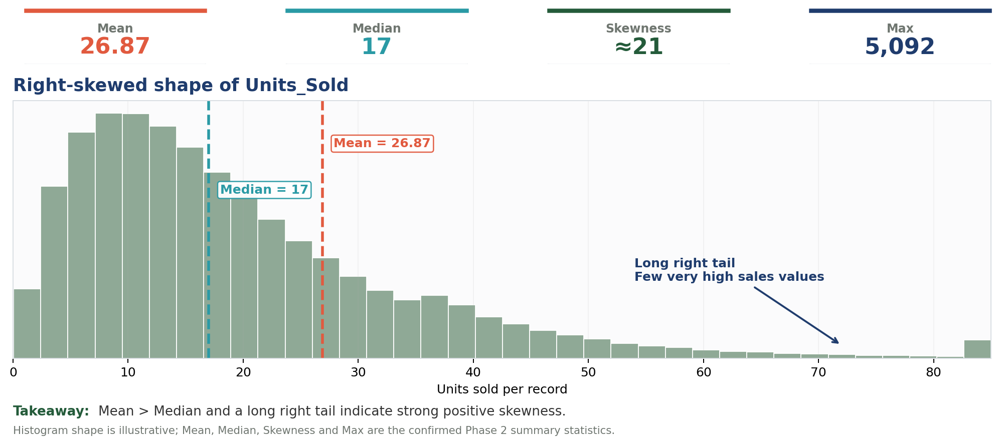 Mean
26.87
Median
17
Skewness
≈21
Max
5,092
Right-skewed shape of Units_Sold
Mean = 26.87
Median = 17
Long right tail
Few very high sales values
0 10 20 30 40 50 60 70 80
Units sold per record
Takeaway: Mean > Median and a long right tail indicate strong positive skewness.
Histogram shape is illustrative; Mean, Median, Skewness and Max are the confirmed Phase 2 summary statistics.